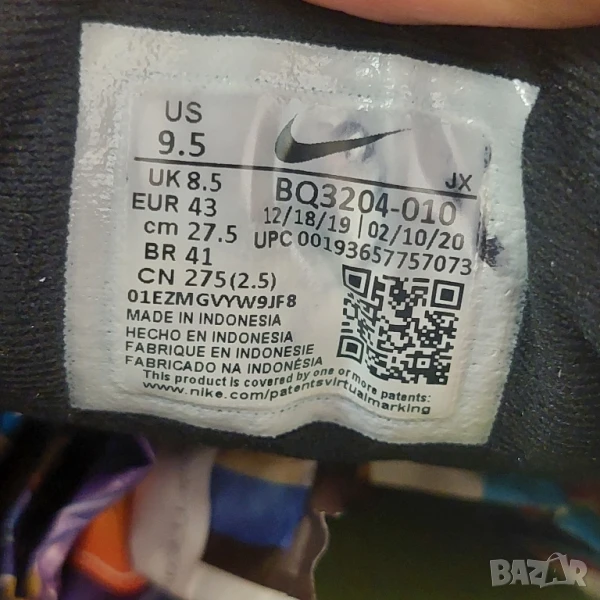 US
9.5
UK 8.5
EUR 43
cm 27.5
BR 41
CN 275(2.5)
JX
BQ3204-010
12/18/19 | 02/10/20
UPC 00193657757073
01EZMGVYW9JF8
MADE IN INDONESIA
HECHO EN INDONESIA
FABRIQUE EN INDONESIE
FABRICADO NA INDONÉSIA
This product is covered by one or more patents:
www.nike.com/patentsvirtualmarking
BAZAR